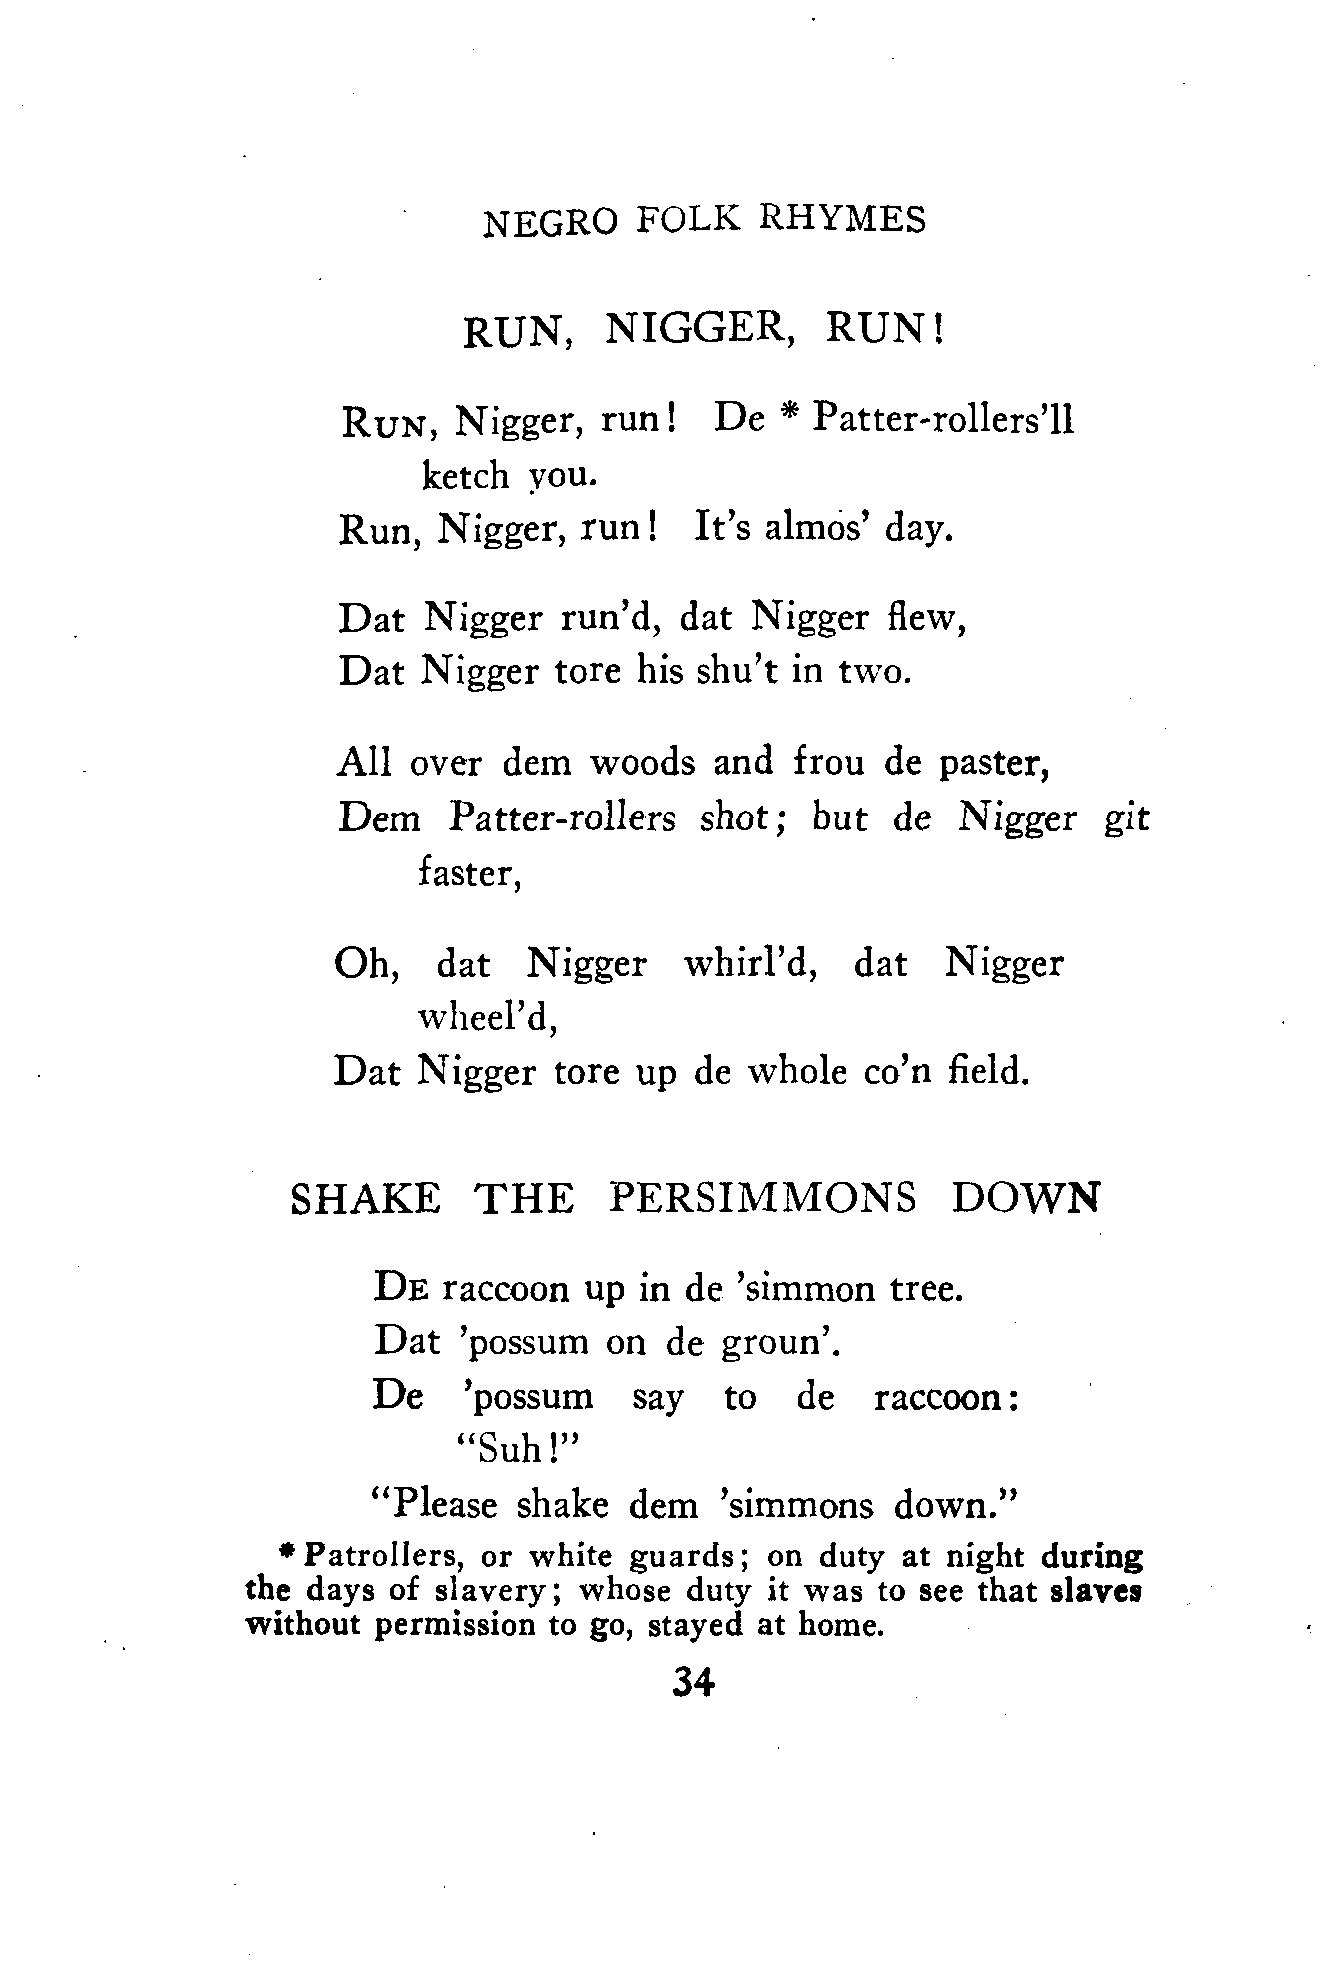 NEGRO FOLK RHYMES
RUN, NIGGER, RUN!
RUN, Nigger, run! De * Patter-rollers'll
ketch you.
Run, Nigger, run! It's almos' day.
Dat Nigger run'd, dat Nigger flew,
Dat Nigger tore his shu't in two.
All over dem woods and frou de paster,
Dem Patter-rollers shot; but de Nigger git
faster,
Oh, dat Nigger whirl'd, dat Nigger
wheel'd,
Dat Nigger tore up de whole co'n field.
SHAKE THE PERSIMMONS DOWN
DE raccoon up in de 'simmon tree.
Dat 'possum on de groun'.
De 'possum say to de raccoon:
"Suh!"
"Please shake dem 'simmons down."
* Patrollers, or white guards; on duty at night during
the days of slavery; whose duty it was to see that slaves
without permission to go, stayed at home.
34